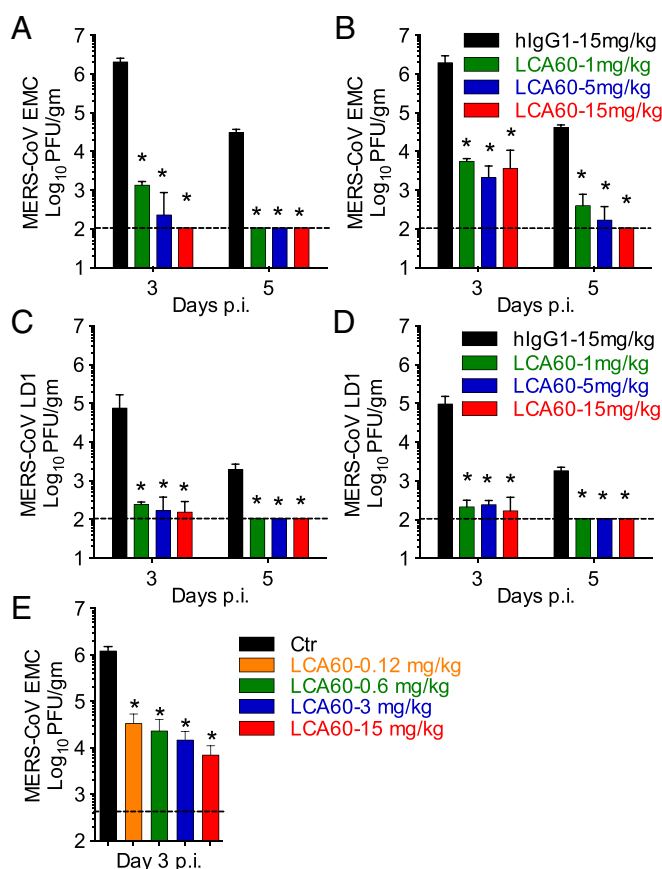 A
MERS-CoV EMC
Log10 PFU/gm
7
6
5
4
3
2
1
* * *
* * *
3 5
Days p.i.
B
MERS-CoV EMC
Log10 PFU/gm
7
6
5
4
3
2
1
hIgG1-15mg/kg
LCA60-1mg/kg
LCA60-5mg/kg
LCA60-15mg/kg
* * *
* * *
3 5
Days p.i.
C
MERS-CoV LD1
Log10 PFU/gm
7
6
5
4
3
2
1
* * *
* * *
3 5
Days p.i.
D
MERS-CoV LD1
Log10 PFU/gm
7
6
5
4
3
2
1
hIgG1-15mg/kg
LCA60-1mg/kg
LCA60-5mg/kg
LCA60-15mg/kg
* * *
* * *
3 5
Days p.i.
E
MERS-CoV EMC
Log10 PFU/gm
7
6
5
4
3
2
Ctr
LCA60-0.12 mg/kg
LCA60-0.6 mg/kg
LCA60-3 mg/kg
LCA60-15 mg/kg
* * * *
Day 3 p.i.